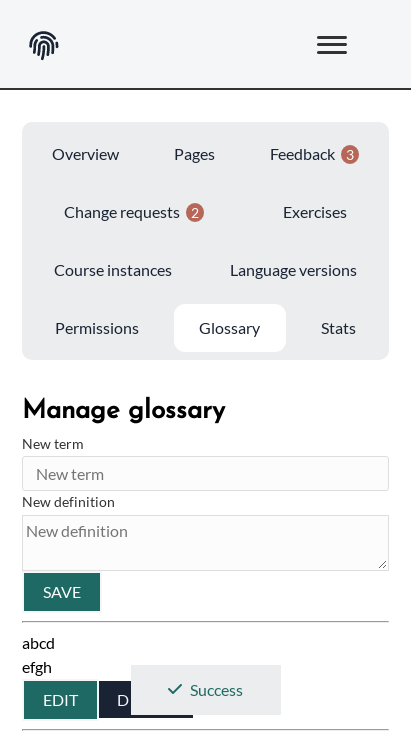 Overview Pages Feedback 3
Change requests 2 Exercises
Course instances Language versions
Permissions Glossary Stats
Manage glossary
New term
New term
New definition
New definition
SAVE
abcd
efgh
EDIT
Success